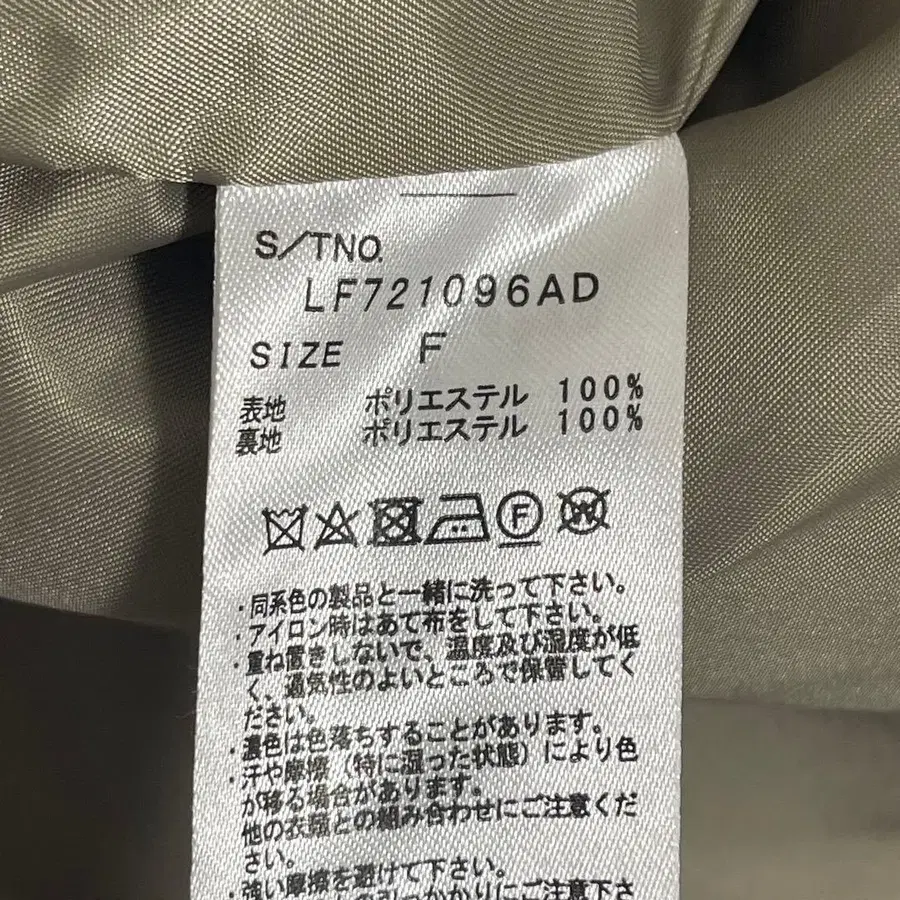 S/TNO.
LF721096AD
SIZE F
表地 ポリエステル 100%
裏地 ポリエステル 100%
F W
・同系色の製品と一緒に洗って下さい。
・アイロン時はあて布をして下さい。
・重ね置きしないで、温度及び湿度が低
く、通気性のよいところで保管してく
ださい。
・濃色は色落ちすることがあります。
・汗や摩擦（特に湿った状態）により色
が移る場合があります。
他の衣服との組み合わせにご注意くだ
さい。
・強い摩擦を避けて下さい。
の引っかかりにご注意下さ